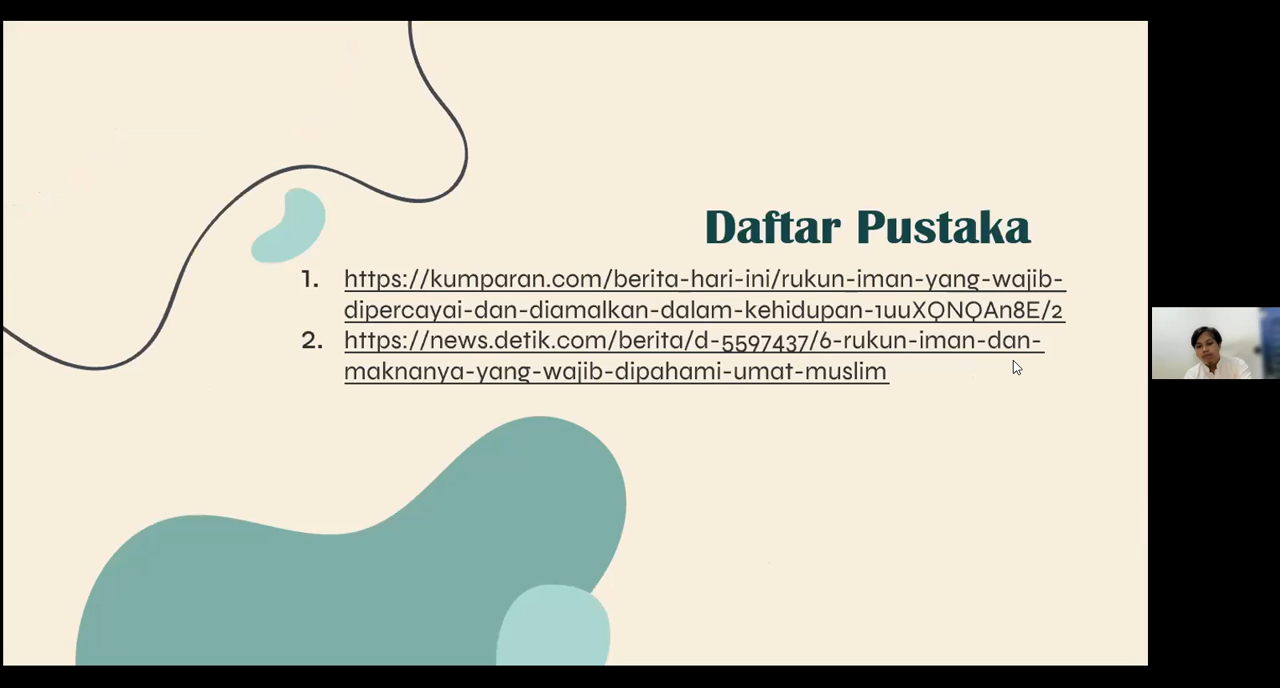 Daftar Pustaka
1. https://kumparan.com/berita-hari-ini/rukun-iman-yang-wajib-
dipercayai-dan-diamalkan-dalam-kehidupan-1uuXQNQAn8E/2
2. https://news.detik.com/berita/d-5597437/6-rukun-iman-dan-
maknanya-yang-wajib-dipahami-umat-muslim